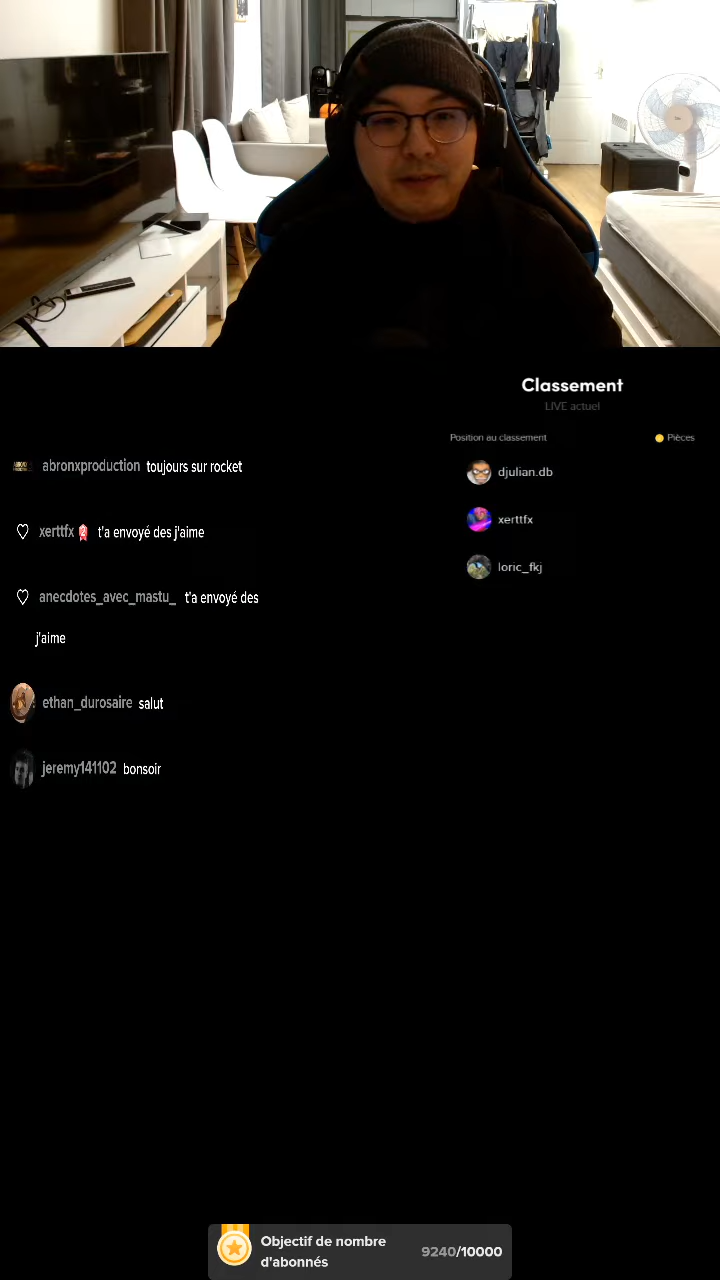 Classement
LIVE actuel
Position au classement
Pièces
djulian.db
xerttfx
loric_fkj
abronxproduction toujours sur rocket
xerttfx 2 t'a envoyé des j'aime
anecdotes_avec_mastu_ t'a envoyé des
j'aime
ethan_durosaire salut
jeremy141102 bonsoir
Objectif de nombre
d'abonnés
9240/10000